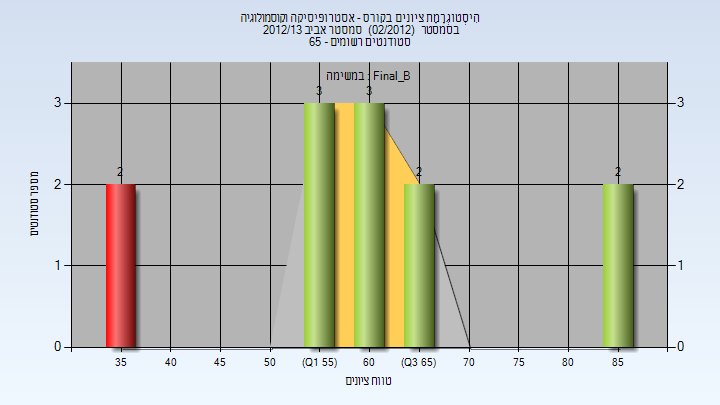 היסטוגרמת ציונים בקורס - אסטרופיסיקה וקוסמולוגיה
בסמסטר (02/2012) סמסטר אביב 2012/13
סטודנטים רשומים - 65
במשימה : Final_B
3 3
3 3
2 2 2
2 2
1 1
0 0
מספר סטודנטים
35 40 45 50 (Q1 55) 60 (Q3 65) 70 75 80 85
טווח ציונים